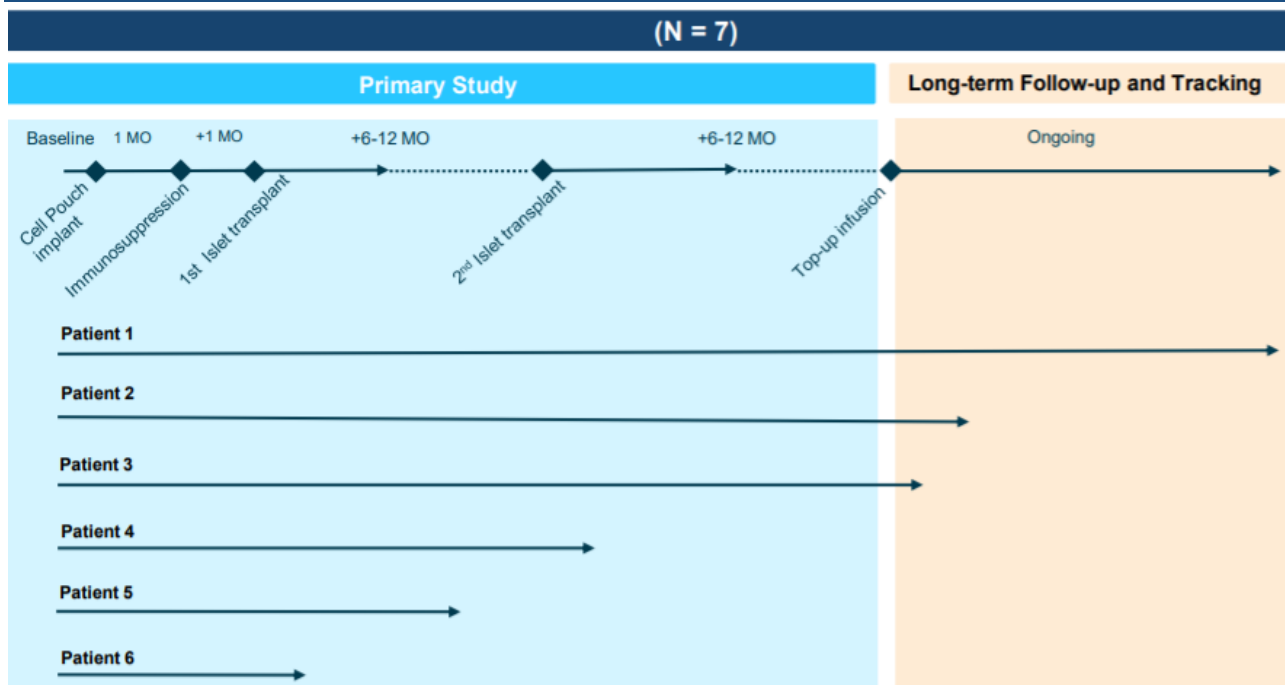 (N = 7)
Primary Study
Long-term Follow-up and Tracking
Baseline
1 MO
+1 MO
+6-12 MO
+6-12 MO
Ongoing
Cell Pouch
implant
Immunosuppression
1st Islet transplant
2nd Islet transplant
Top-up infusion
Patient 1
Patient 2
Patient 3
Patient 4
Patient 5
Patient 6